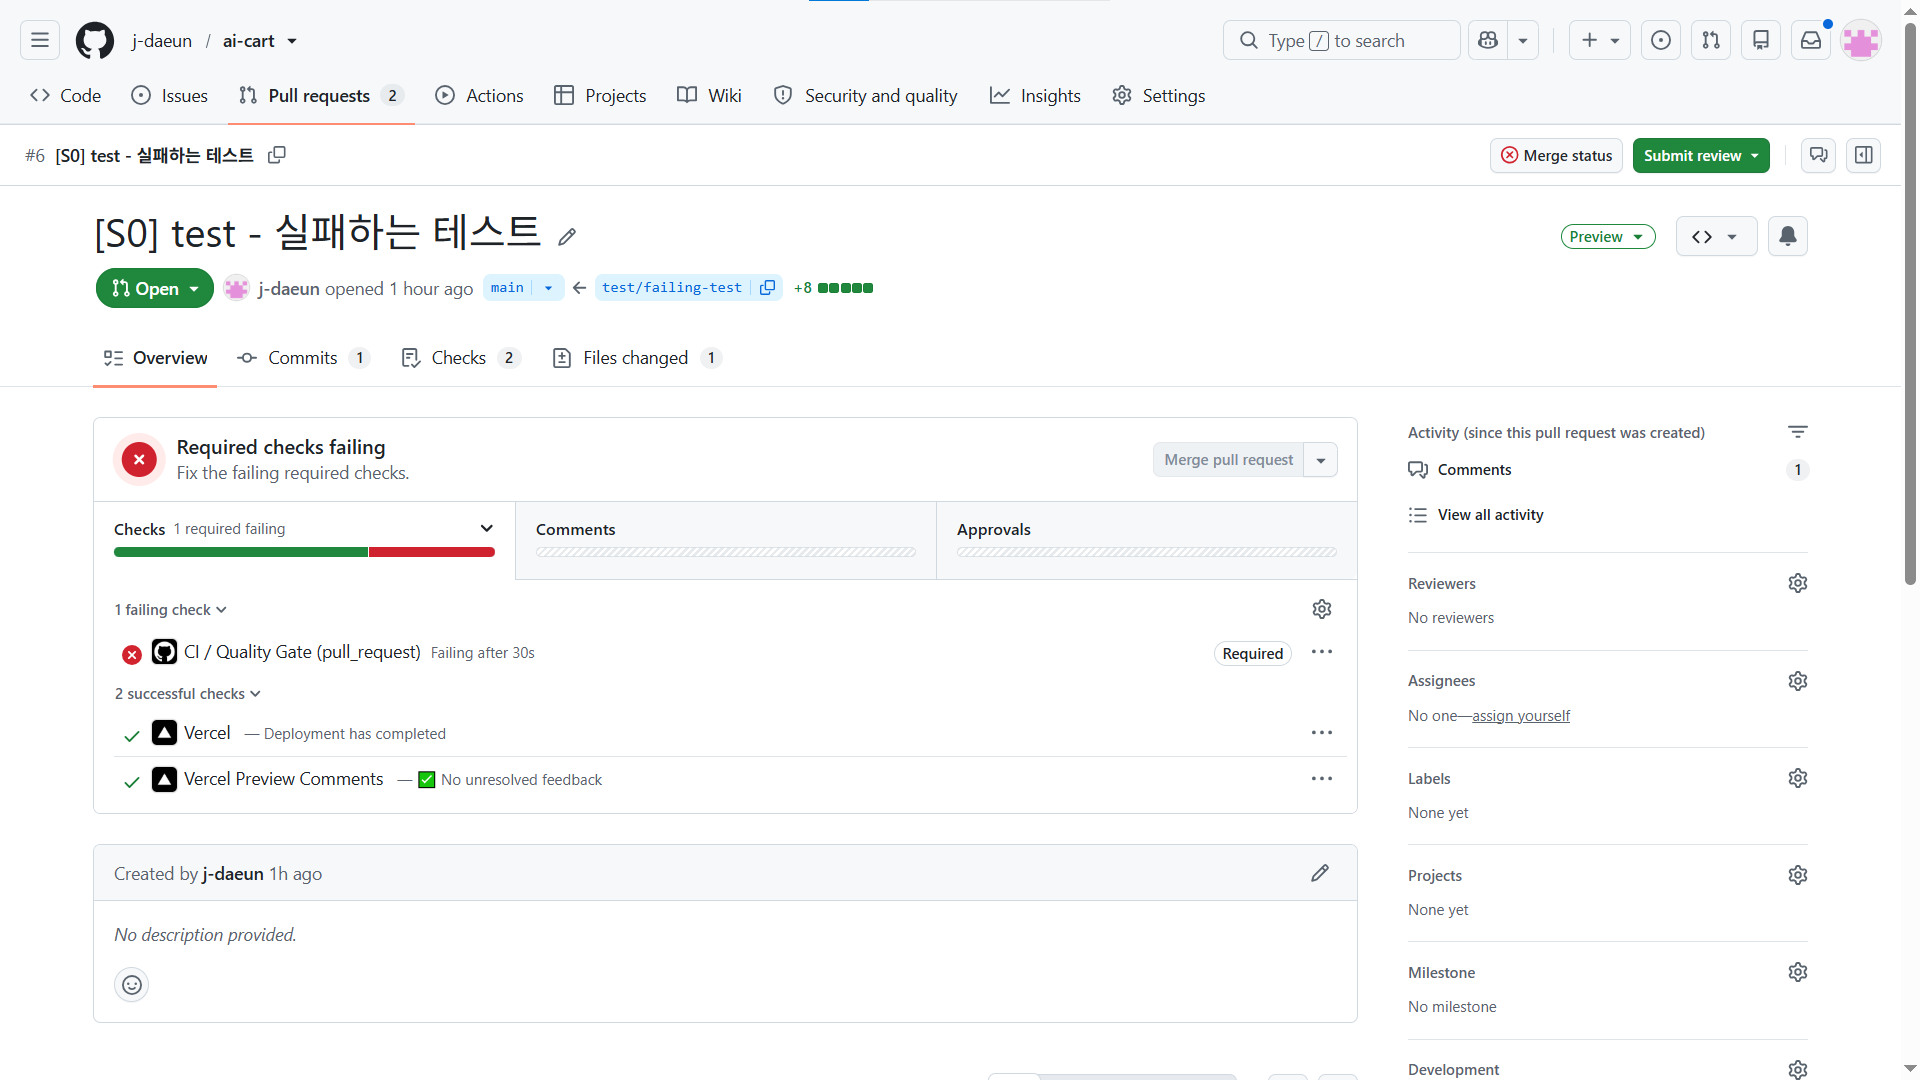 j-daeun / ai-cart
Type / to search
Code
Issues
Pull requests 2
Actions
Projects
Wiki
Security and quality
Insights
Settings
#6 [S0] test - 실패하는 테스트
Merge status
Submit review
[S0] test - 실패하는 테스트
Preview
Open
j-daeun opened 1 hour ago
main
test/failing-test
+8
Overview
Commits 1
Checks 2
Files changed 1
Required checks failing
Fix the failing required checks.
Merge pull request
Checks 1 required failing
Comments
Approvals
1 failing check
CI / Quality Gate (pull_request) Failing after 30s
Required
2 successful checks
Vercel — Deployment has completed
Vercel Preview Comments — ✅ No unresolved feedback
Created by j-daeun 1h ago
No description provided.
Activity (since this pull request was created)
Comments 1
View all activity
Reviewers
No reviewers
Assignees
No one—assign yourself
Labels
None yet
Projects
None yet
Milestone
No milestone
Development